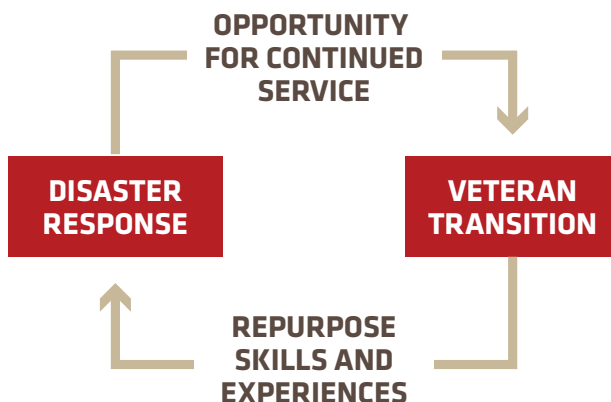 OPPORTUNITY
FOR CONTINUED
SERVICE
DISASTER
RESPONSE
VETERAN
TRANSITION
REPURPOSE
SKILLS AND
EXPERIENCES